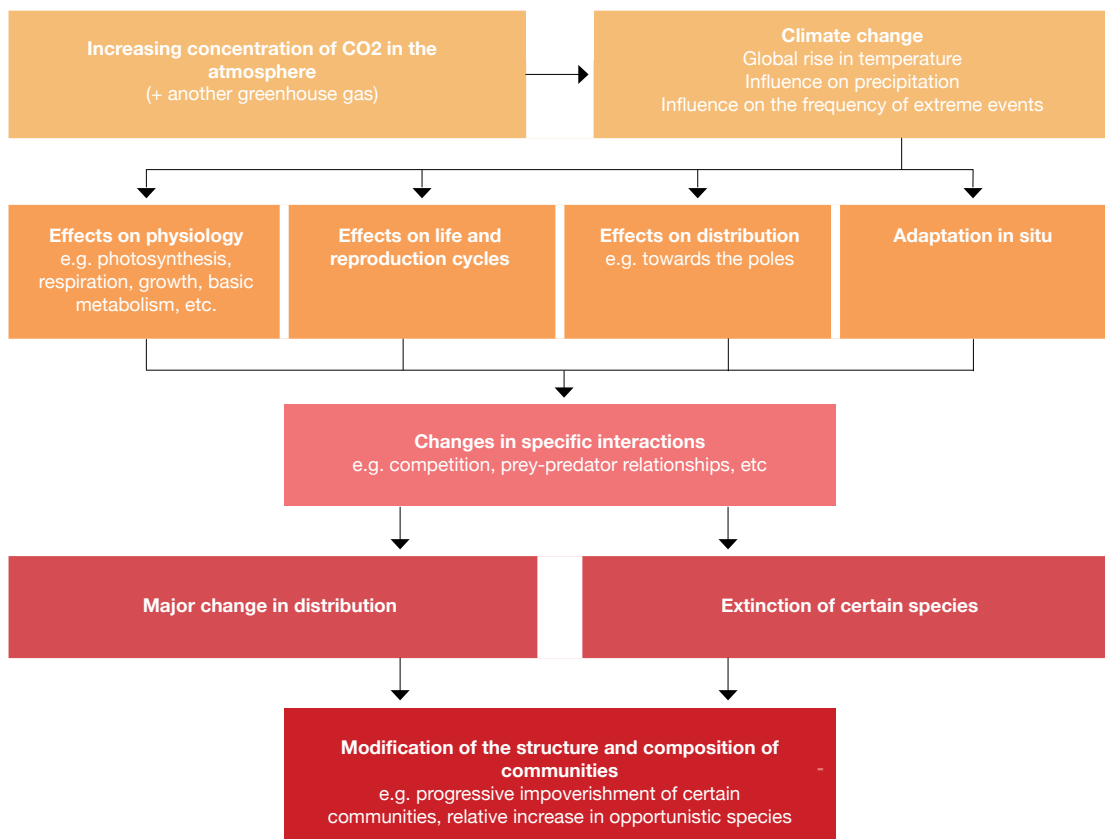 Increasing concentration of CO2 in the
atmosphere
(+ another greenhouse gas)
Climate change
Global rise in temperature
Influence on precipitation
Influence on the frequency of extreme events
Effects on physiology
e.g. photosynthesis,
respiration, growth, basic
metabolism, etc.
Effects on life and
reproduction cycles
Effects on distribution
e.g. towards the poles
Adaptation in situ
Changes in specific interactions
e.g. competition, prey-predator relationships, etc
Major change in distribution
Extinction of certain species
Modification of the structure and composition of
communities
e.g. progressive impoverishment of certain
communities, relative increase in opportunistic species
-